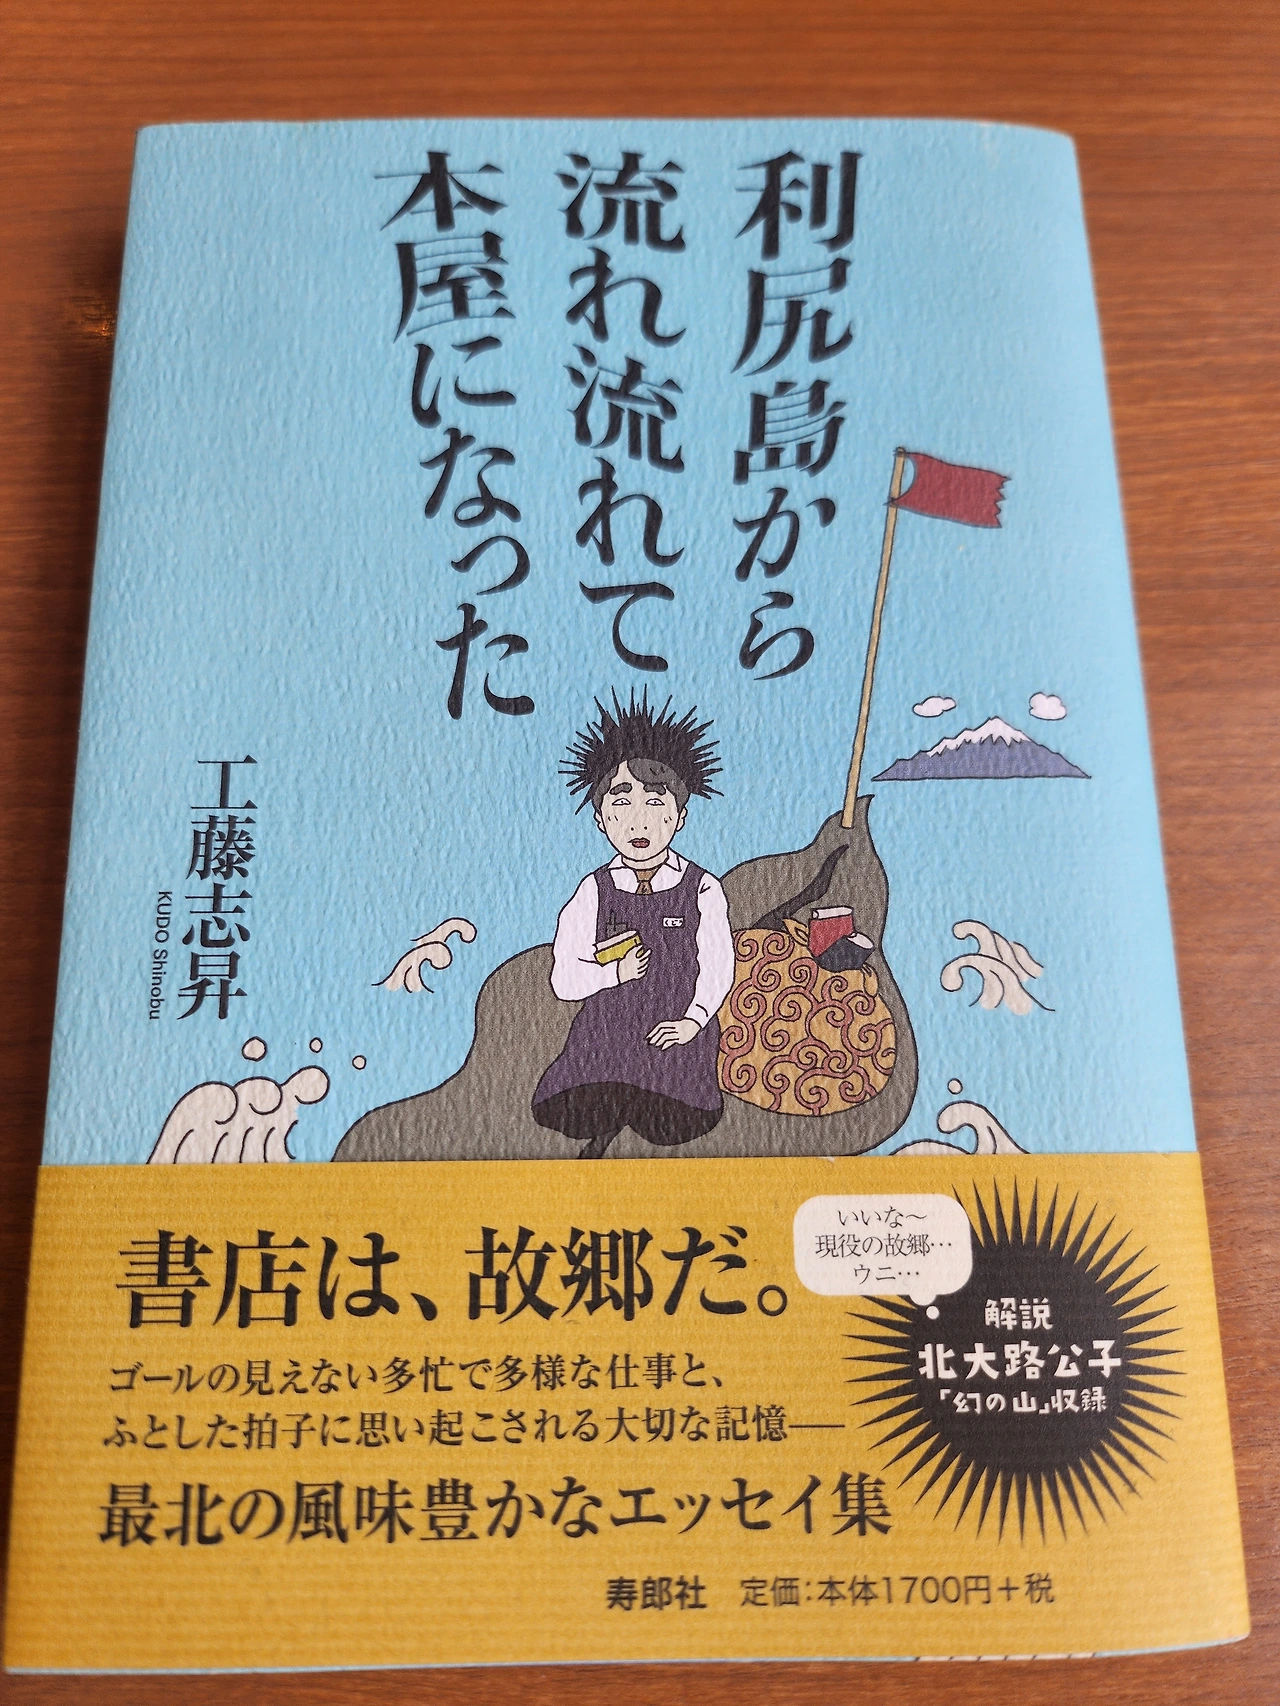 利尻島から
流れ流れて
本屋になった
工藤志昇
KUDO Shinobu
書店は、故郷だ。
ゴールの見えない多忙で多様な仕事と、
ふとした拍子に思い起こされる大切な記憶──
最北の風味豊かなエッセイ集
いいな〜
現役の故郷…
ウニ…
解説
北大路公子
「幻の山」収録
寿郎社 定価:本体1700円+税